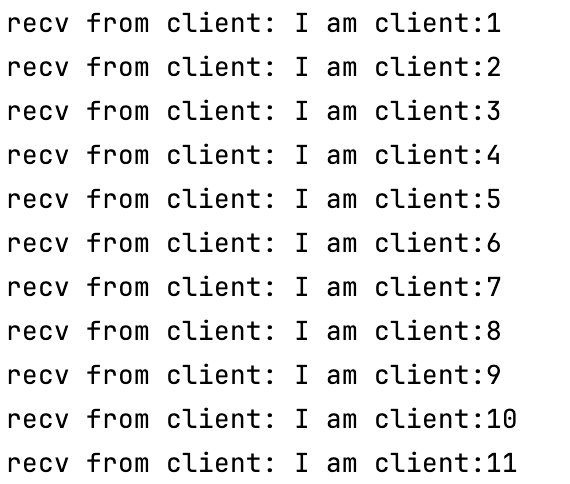 recv from client: I am client:1
recv from client: I am client:2
recv from client: I am client:3
recv from client: I am client:4
recv from client: I am client:5
recv from client: I am client:6
recv from client: I am client:7
recv from client: I am client:8
recv from client: I am client:9
recv from client: I am client:10
recv from client: I am client:11